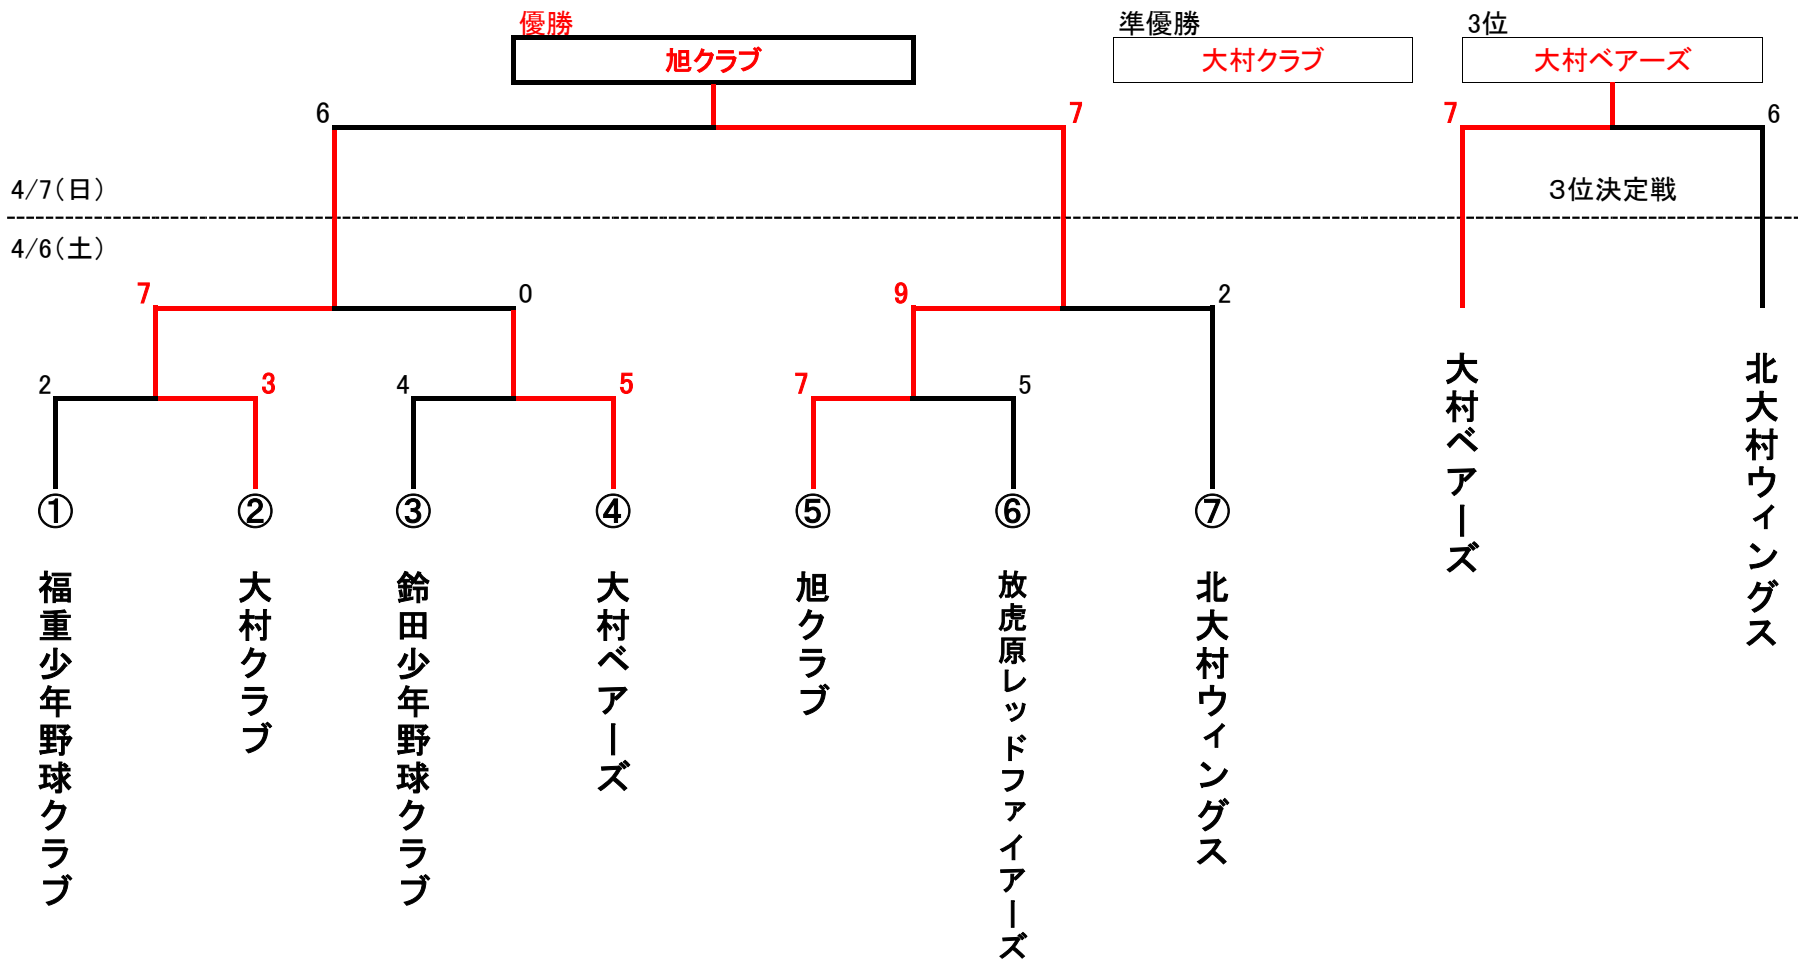 優勝
準優勝
3位
旭クラブ
大村クラブ
大村ベアーズ
6
7
7
6
4/7(日)
3位決定戦
4/6(土)
7
0
9
2
2
3
4
5
7
5
①
②
③
④
⑤
⑥
⑦
福重少年野球クラブ
大村クラブ
鈴田少年野球クラブ
大村ベアーズ
旭クラブ
放虎原レッドファイアーズ
北大村ウィングス
大村ベアーズ
北大村ウィングス